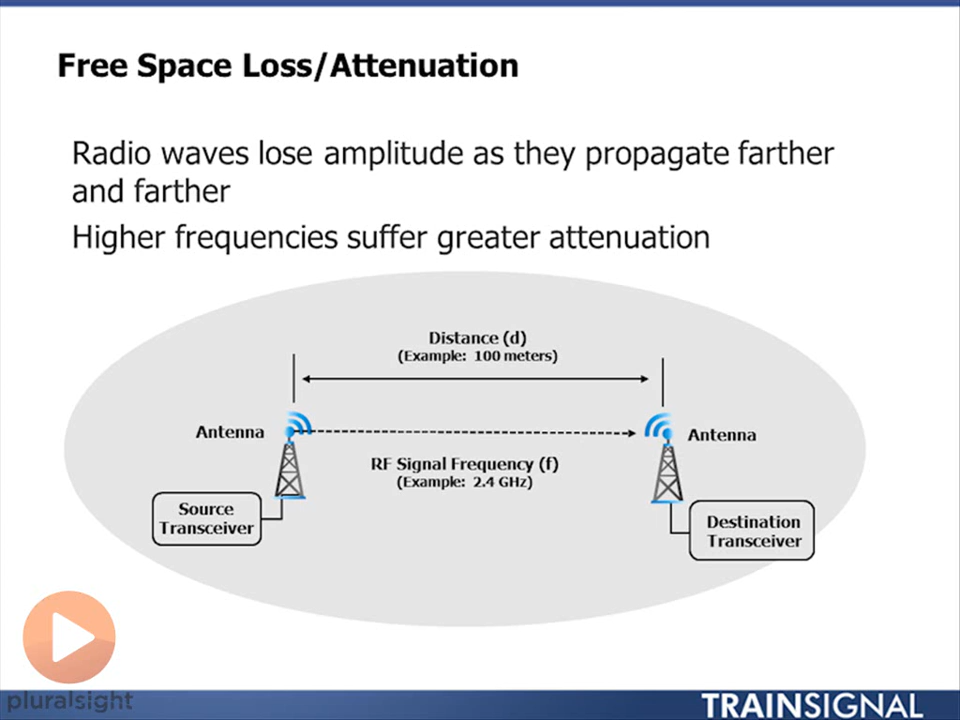 Free Space Loss/Attenuation
Radio waves lose amplitude as they propagate farther
and farther
Higher frequencies suffer greater attenuation
Distance (d)
(Example: 100 meters)
Antenna
Antenna
RF Signal Frequency (f)
(Example: 2.4 GHz)
Source
Transceiver
Destination
Transceiver
pluralsight
TRAINSIGNAL